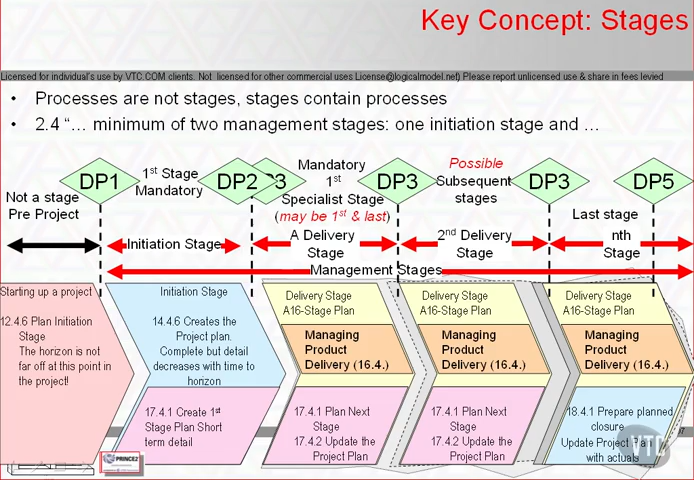 Key Concept: Stages
Licensed for individual's use by VTC.COM clients. Not licensed for other commercial uses License@logicalmodel.net) Please report unlicensed use & share in fees levied
• Processes are not stages, stages contain processes
• 2.4 “… minimum of two management stages: one initiation stage and …
Not a stage
Pre Project
DP1
1st Stage
Mandatory
DP2
P3
Mandatory
1st
Specialist Stage
(may be 1st & last)
DP3
Possible
Subsequent
stages
DP3
DP5
Last stage
Initiation Stage
A Delivery
Stage
2nd Delivery
Stage
nth
Stage
Management Stages
Starting up a project
12.4.6 Plan Initiation
Stage
The horizon is not
far off at this point in
the project!
Initiation Stage
14.4.6 Creates the
Project plan.
Complete but detail
decreases with time to
horizon
17.4.1 Create 1st
Stage Plan Short
term detail
Delivery Stage
A16-Stage Plan
Managing
Product
Delivery (16.4.)
17.4.1 Plan Next
Stage
17.4.2 Update the
Project Plan
Delivery Stage
A16-Stage Plan
Managing
Product
Delivery (16.4.)
17.4.1 Plan Next
Stage
17.4.2 Update the
Project Plan
Delivery Stage
A16-Stage Plan
Managing
Product
Delivery (16.4.)
18.4.1 Prepare planned
closure
Update Project Plan
with actuals
PRINCE2
VTC